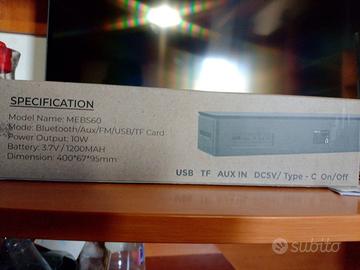 SPECIFICATION
Model Name: MEBS60
Mode: Bluetooth/Aux/FM/USB/TF Card
Power Output: 10W
Battery: 3.7V / 1200MAH
Dimension: 400*67*95mm
USB TF AUX IN DC5V/ Type - C On/Off
subito